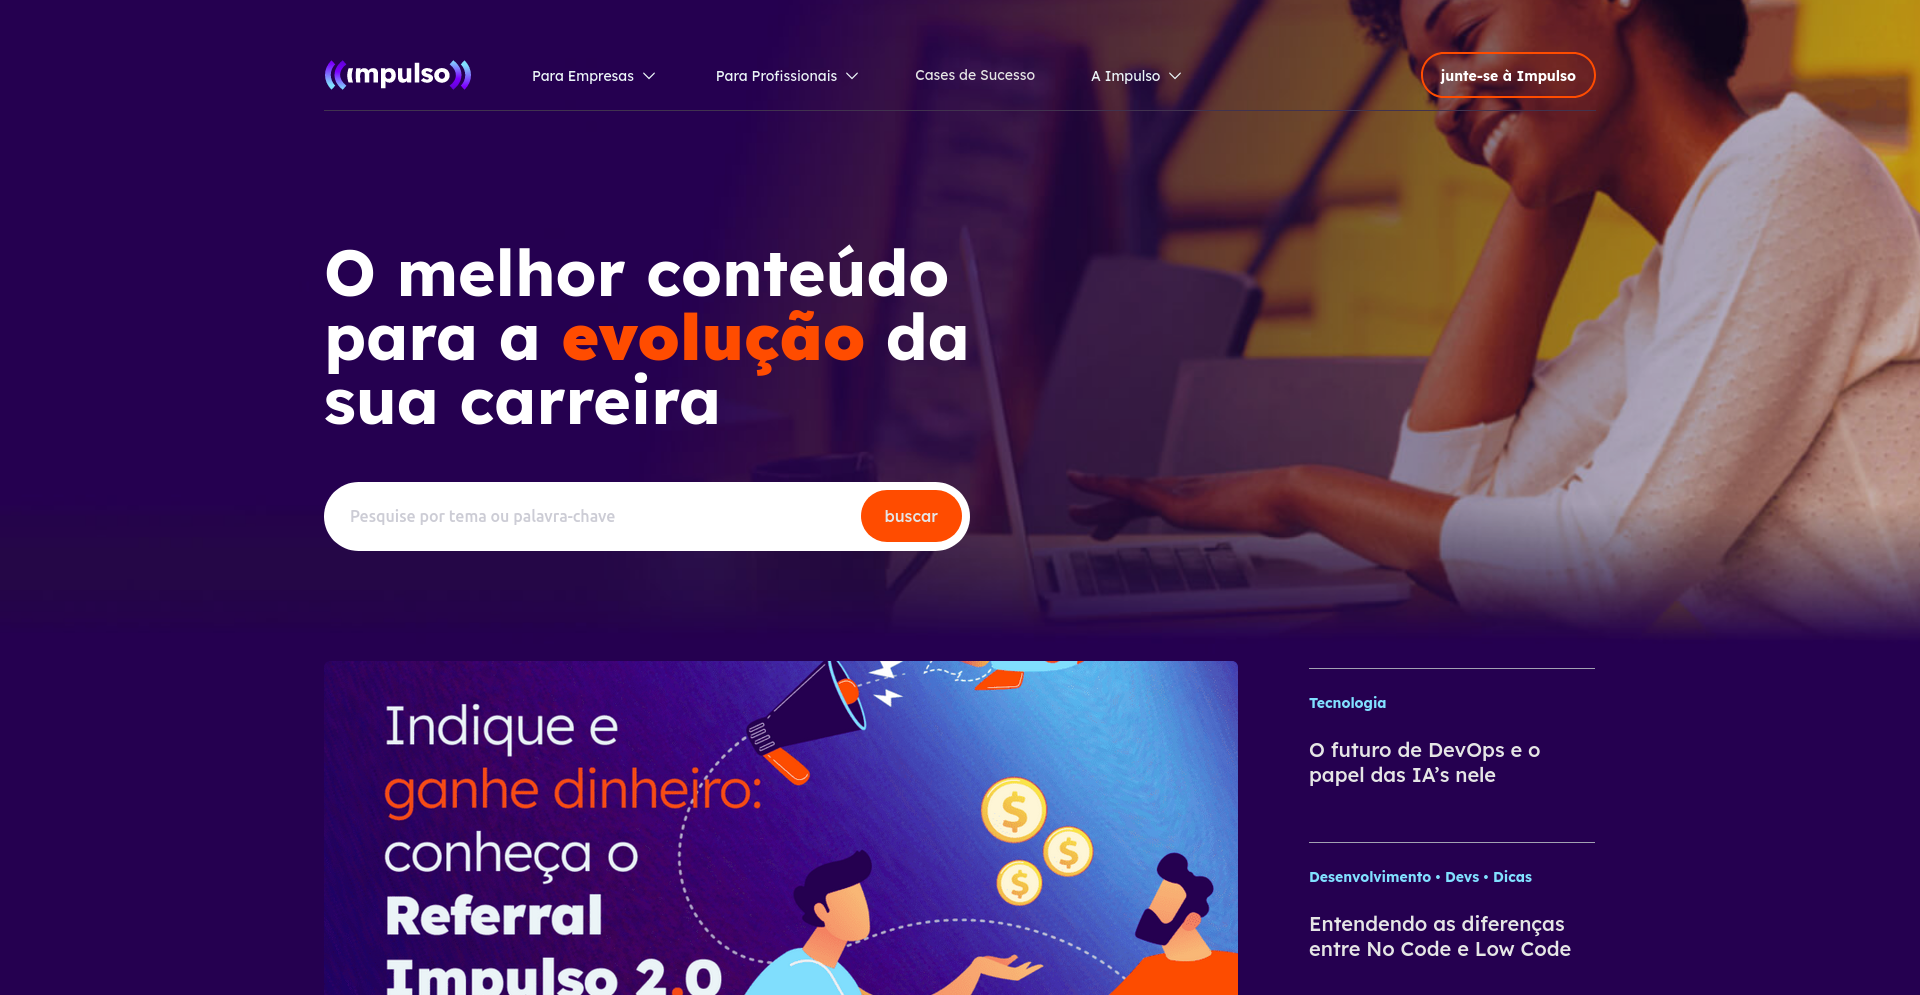 impulso
Para Empresas
Para Profissionais
Cases de Sucesso
A Impulso
junte-se à Impulso
O melhor conteúdo
para a evolução da
sua carreira
Pesquise por tema ou palavra-chave
buscar
Indique e
ganhe dinheiro:
conheça o
Referral
Impulso 2.0
$
$
$
Tecnologia
O futuro de DevOps e o
papel das IA’s nele
Desenvolvimento • Devs • Dicas
Entendendo as diferenças
entre No Code e Low Code